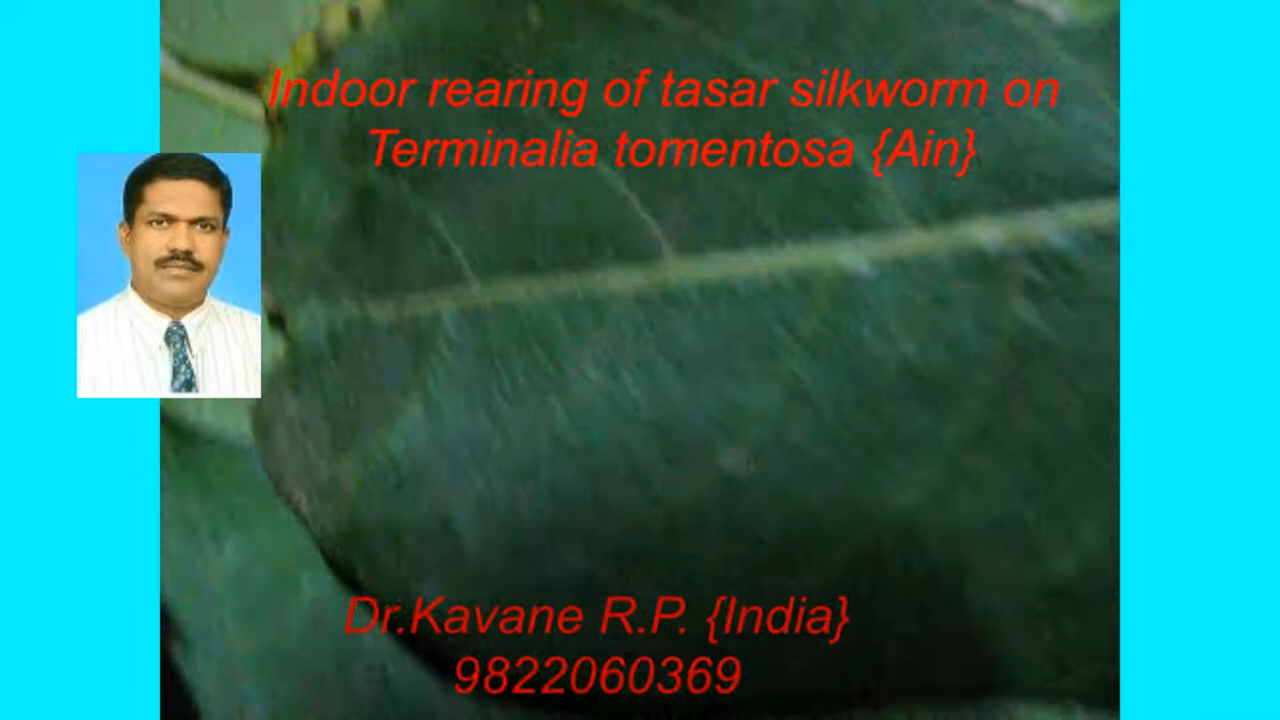 Indoor rearing of tasar silkworm on
Terminalia tomentosa {Ain}
Dr.Kavane R.P. {India}
9822060369